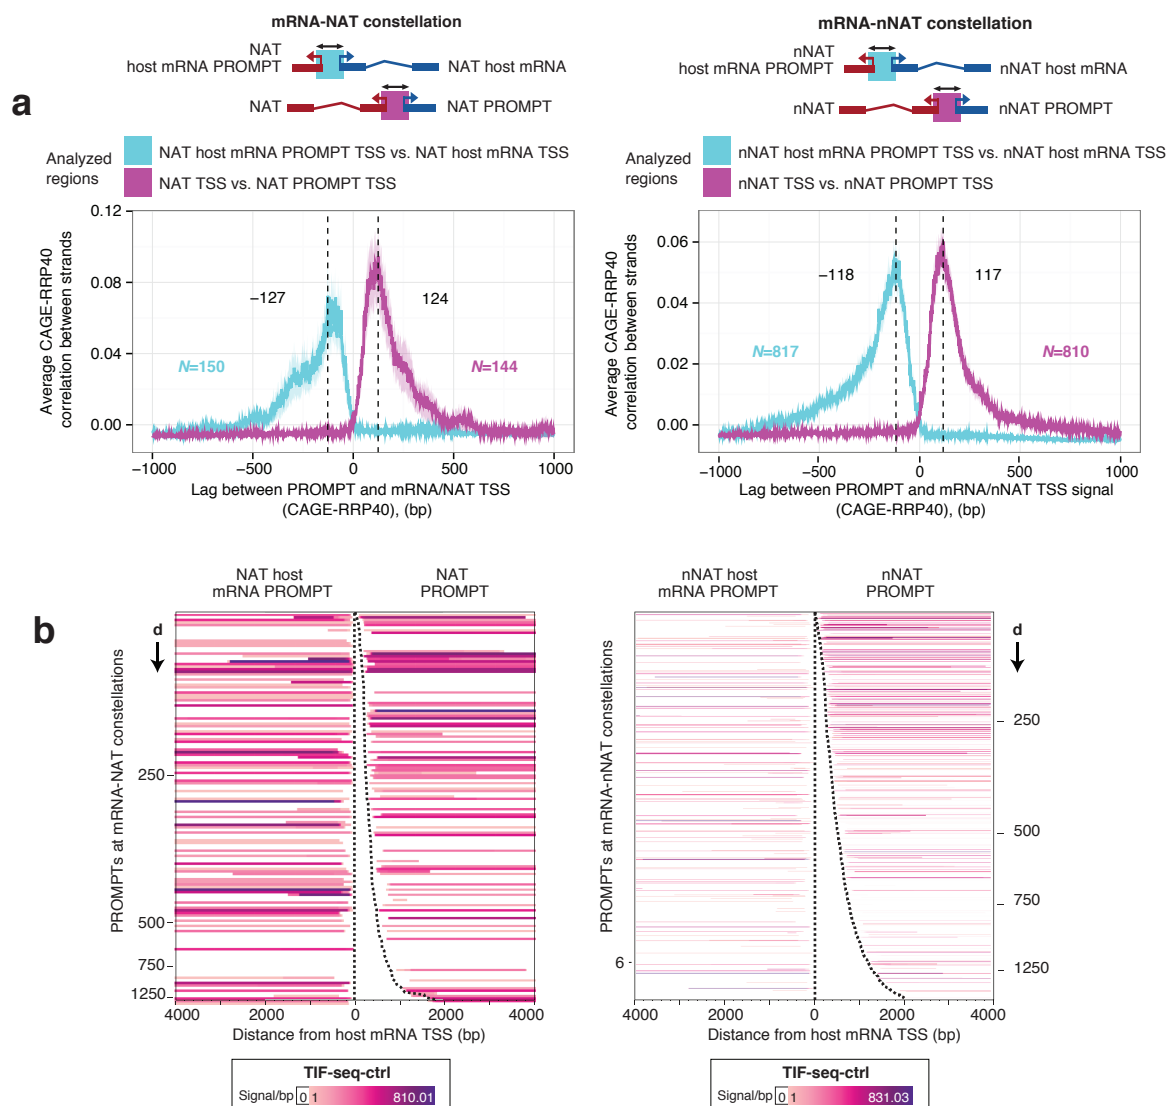 mRNA-NAT constellation
NAT
host mRNA PROMPT
NAT host mRNA
NAT
NAT PROMPT
mRNA-nNAT constellation
nNAT
host mRNA PROMPT
nNAT host mRNA
nNAT
nNAT PROMPT
a
Analyzed
regions
NAT host mRNA PROMPT TSS vs. NAT host mRNA TSS
NAT TSS vs. NAT PROMPT TSS
Analyzed
regions
nNAT host mRNA PROMPT TSS vs. nNAT host mRNA TSS
nNAT TSS vs. nNAT PROMPT TSS
Average CAGE-RRP40
correlation between strands
0.12
0.08
0.04
0.00
−127
124
N=150
N=144
−1000
−500
0
500
1000
Lag between PROMPT and mRNA/NAT TSS
(CAGE-RRP40), (bp)
Average CAGE-RRP40
correlation between strands
0.06
0.04
0.02
0.00
−118
117
N=817
N=810
−1000
−500
0
500
1000
Lag between PROMPT and mRNA/nNAT TSS signal
(CAGE-RRP40), (bp)
b
NAT host
mRNA PROMPT
NAT
PROMPT
d
PROMPTs at mRNA-NAT constellations
250
500
750
1250
4000
2000
0
2000
4000
Distance from host mRNA TSS (bp)
TIF-seq-ctrl
Signal/bp 0 1 810.01
nNAT host
mRNA PROMPT
nNAT
PROMPT
d
PROMPTs at mRNA-nNAT constellations
6
250
500
750
1250
4000
2000
0
2000
4000
Distance from host mRNA TSS (bp)
TIF-seq-ctrl
Signal/bp 0 1 831.03